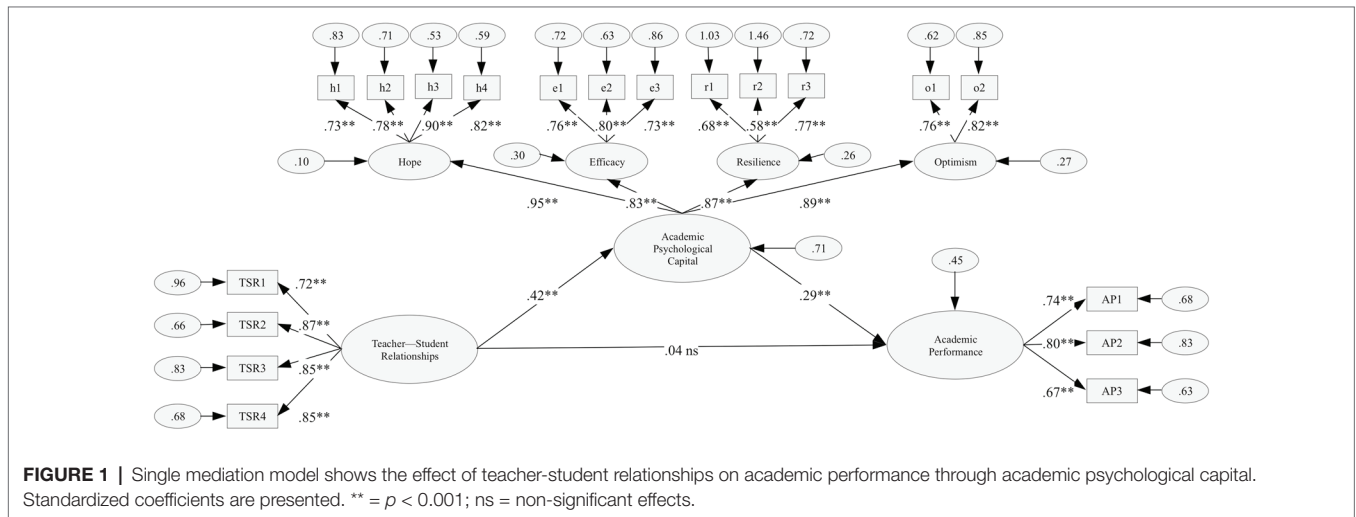 .83 .71 .53 .59 .72 .63 .86 1.03 1.46 .72 .62 .85
h1 h2 h3 h4 e1 e2 e3 r1 r2 r3 o1 o2
.73** .78** .90** .82** .76** .80** .73** .68** .58** .77** .76** .82**
.10 Hope .30 Efficacy Resilience .26 Optimism .27
.95** .83** .87** .89**
Academic
Psychological
Capital
.71
.45
.96 TSR1 .72**
.66 TSR2 .87**
.83 TSR3 .85**
.68 TSR4 .85**
Teacher—Student
Relationships
.42**
.29**
.04 ns
Academic
Performance
.74** AP1 .68
.80** AP2 .83
.67** AP3 .63
FIGURE 1 | Single mediation model shows the effect of teacher-student relationships on academic performance through academic psychological capital.
Standardized coefficients are presented. ** = p < 0.001; ns = non-significant effects.